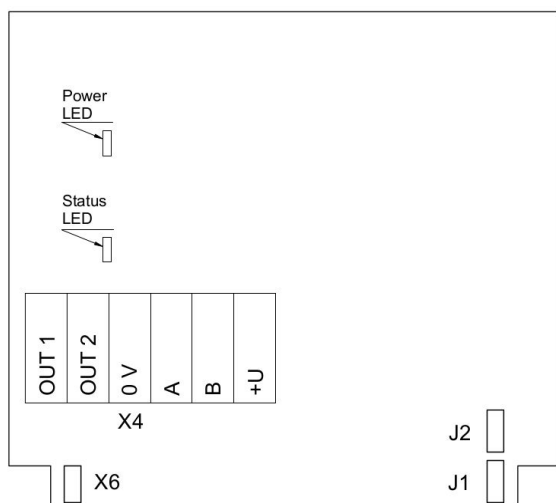 Power
LED
Status
LED
OUT 1
OUT 2
0 V
A
B
+U
X4
J2
X6
J1